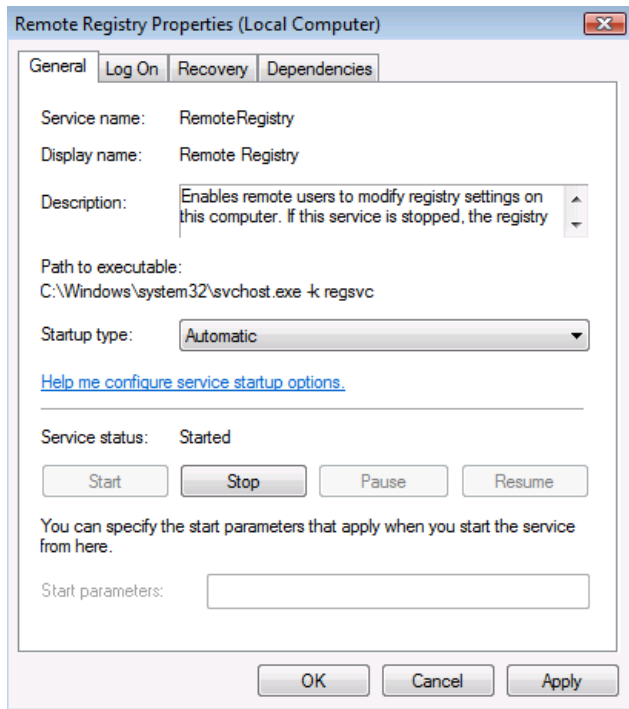 Remote Registry Properties (Local Computer)
General Log On Recovery Dependencies
Service name: RemoteRegistry
Display name: Remote Registry
Description: Enables remote users to modify registry settings on
this computer. If this service is stopped, the registry
Path to executable:
C:\Windows\system32\svchost.exe -k regsvc
Startup type: Automatic
Help me configure service startup options.
Service status: Started
Start Stop Pause Resume
You can specify the start parameters that apply when you start the service
from here.
Start parameters:
OK Cancel Apply